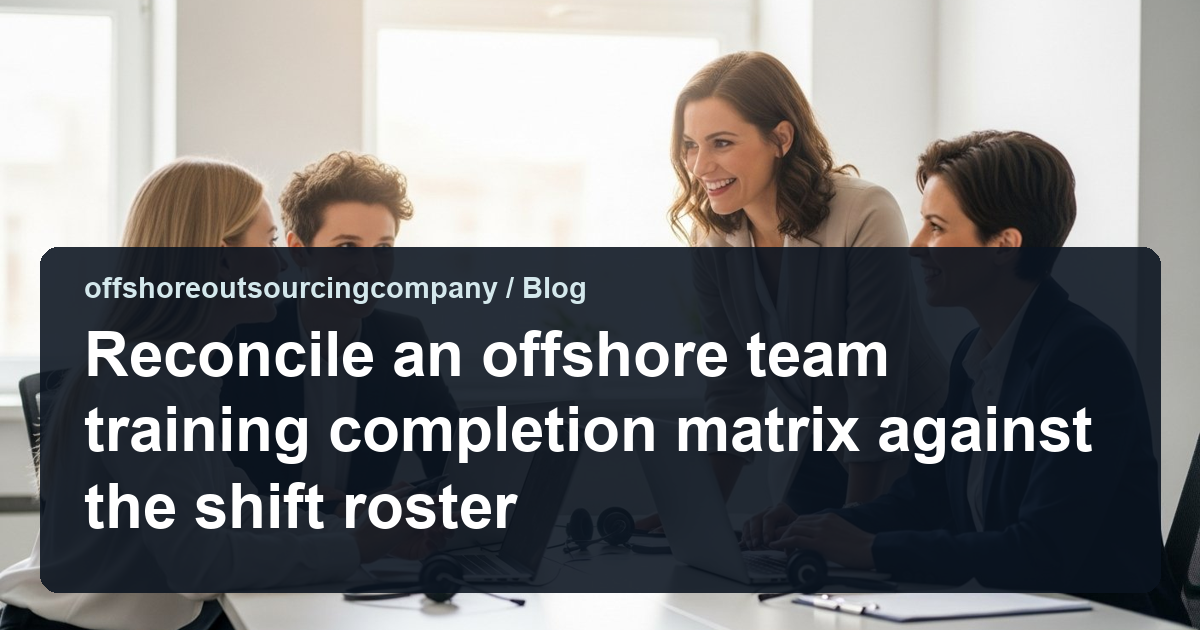 offshoreoutsourcingcompany / Blog
Reconcile an offshore team
training completion matrix against
the shift roster